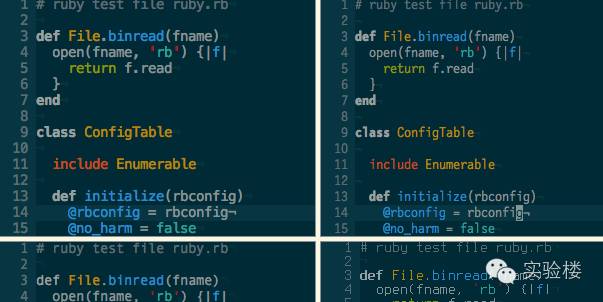 1 # ruby test file ruby.rb
2
3 def File.binread(fname)
4   open(fname, 'rb') {|f|
5     return f.read
6   }
7 end
8
9 class ConfigTable
10
11   include Enumerable
12
13   def initialize(rbconfig)
14     @rbconfig = rbconfig¬
15     @no_harm = false
1 # ruby test file ruby.rb
2
3 def File.binread(fname)
4   open(fname, 'rb') {|f|
5     return f.read
6   }
7 end
8
9 class ConfigTable
10
11   include Enumerable
12
13   def initialize(rbconfig)
14     @rbconfig = rbconfig¬
15     @no_harm = false
1 # ruby test file ruby.rb
2
3 def File.binread(fname)
4   open(fname, 'rb') {|f|
1 # ruby test file ruby.rb
2
3 def File.binread(fname)
4   open(fname, 'rb') {|f|
5     return f.read
实验楼